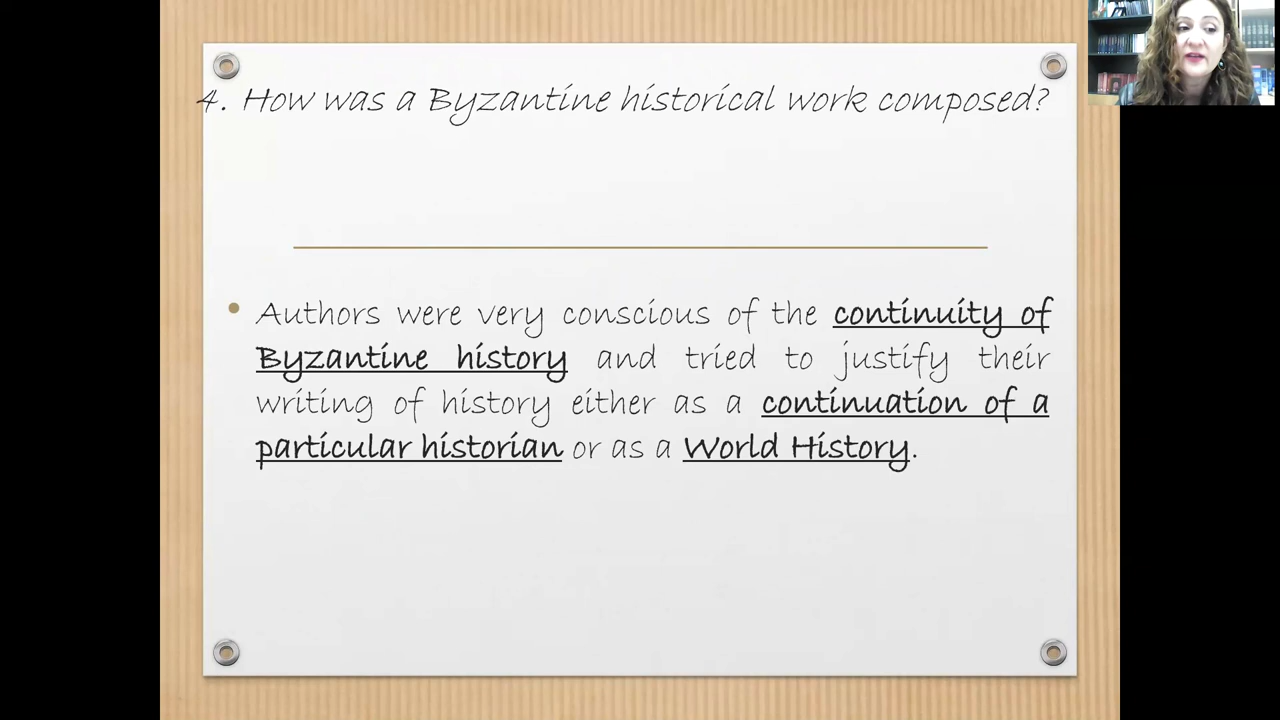 4. How was a Byzantine historical work composed?
• Authors were very conscious of the continuity of
Byzantine history and tried to justify their
writing of history either as a continuation of a
particular historian or as a World History.